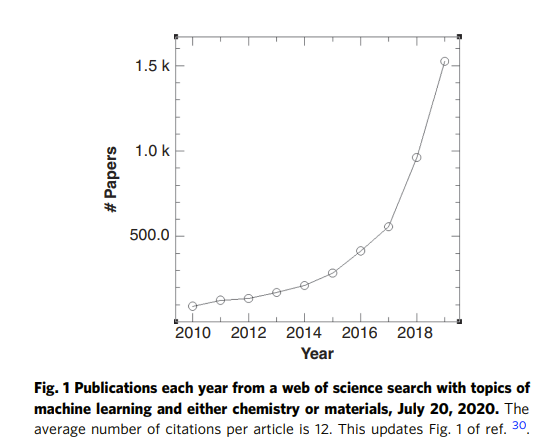 1.5 k
1.0 k
500.0
# Papers
2010 2012 2014 2016 2018
Year
Fig. 1 Publications each year from a web of science search with topics of
machine learning and either chemistry or materials, July 20, 2020. The
average number of citations per article is 12. This updates Fig. 1 of ref. 30.